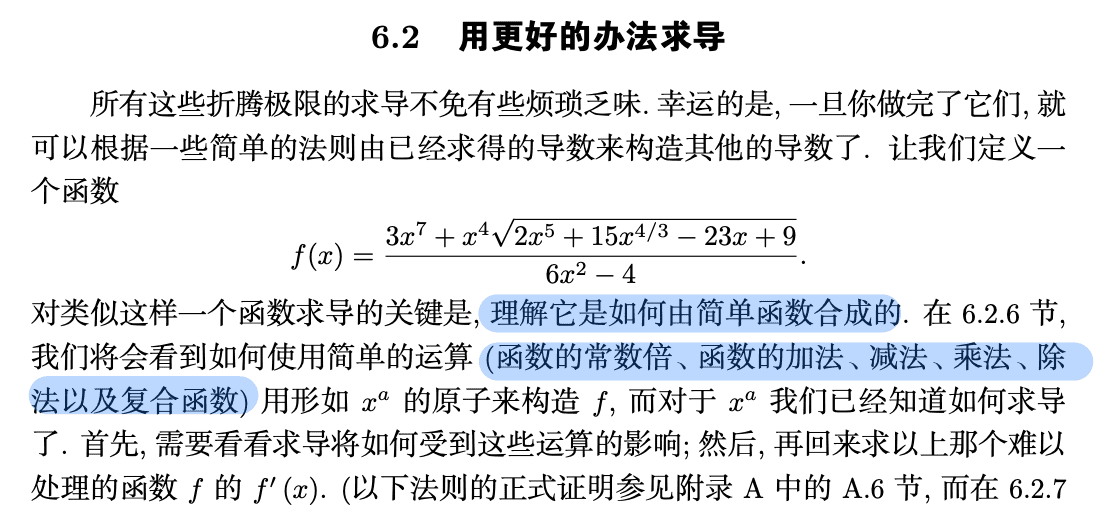 6.2 用更好的办法求导
所有这些折腾极限的求导不免有些烦琐乏味. 幸运的是, 一旦你做完了它们, 就
可以根据一些简单的法则由已经求得的导数来构造其他的导数了. 让我们定义一
个函数
f(x) = \frac{3x^7 + x^4\sqrt{2x^5 + 15x^{4/3} − 23x + 9}}{6x^2 − 4}.
对类似这样一个函数求导的关键是, 理解它是如何由简单函数合成的. 在 6.2.6 节,
我们将会看到如何使用简单的运算 (函数的常数倍、函数的加法、减法、乘法、除
法以及复合函数) 用形如 x^a 的原子来构造 f, 而对于 x^a 我们已经知道如何求导
了. 首先, 需要看看求导将如何受到这些运算的影响; 然后, 再回来求以上那个难以
处理的函数 f 的 f′(x). (以下法则的正式证明参见附录 A 中的 A.6 节, 而在 6.2.7